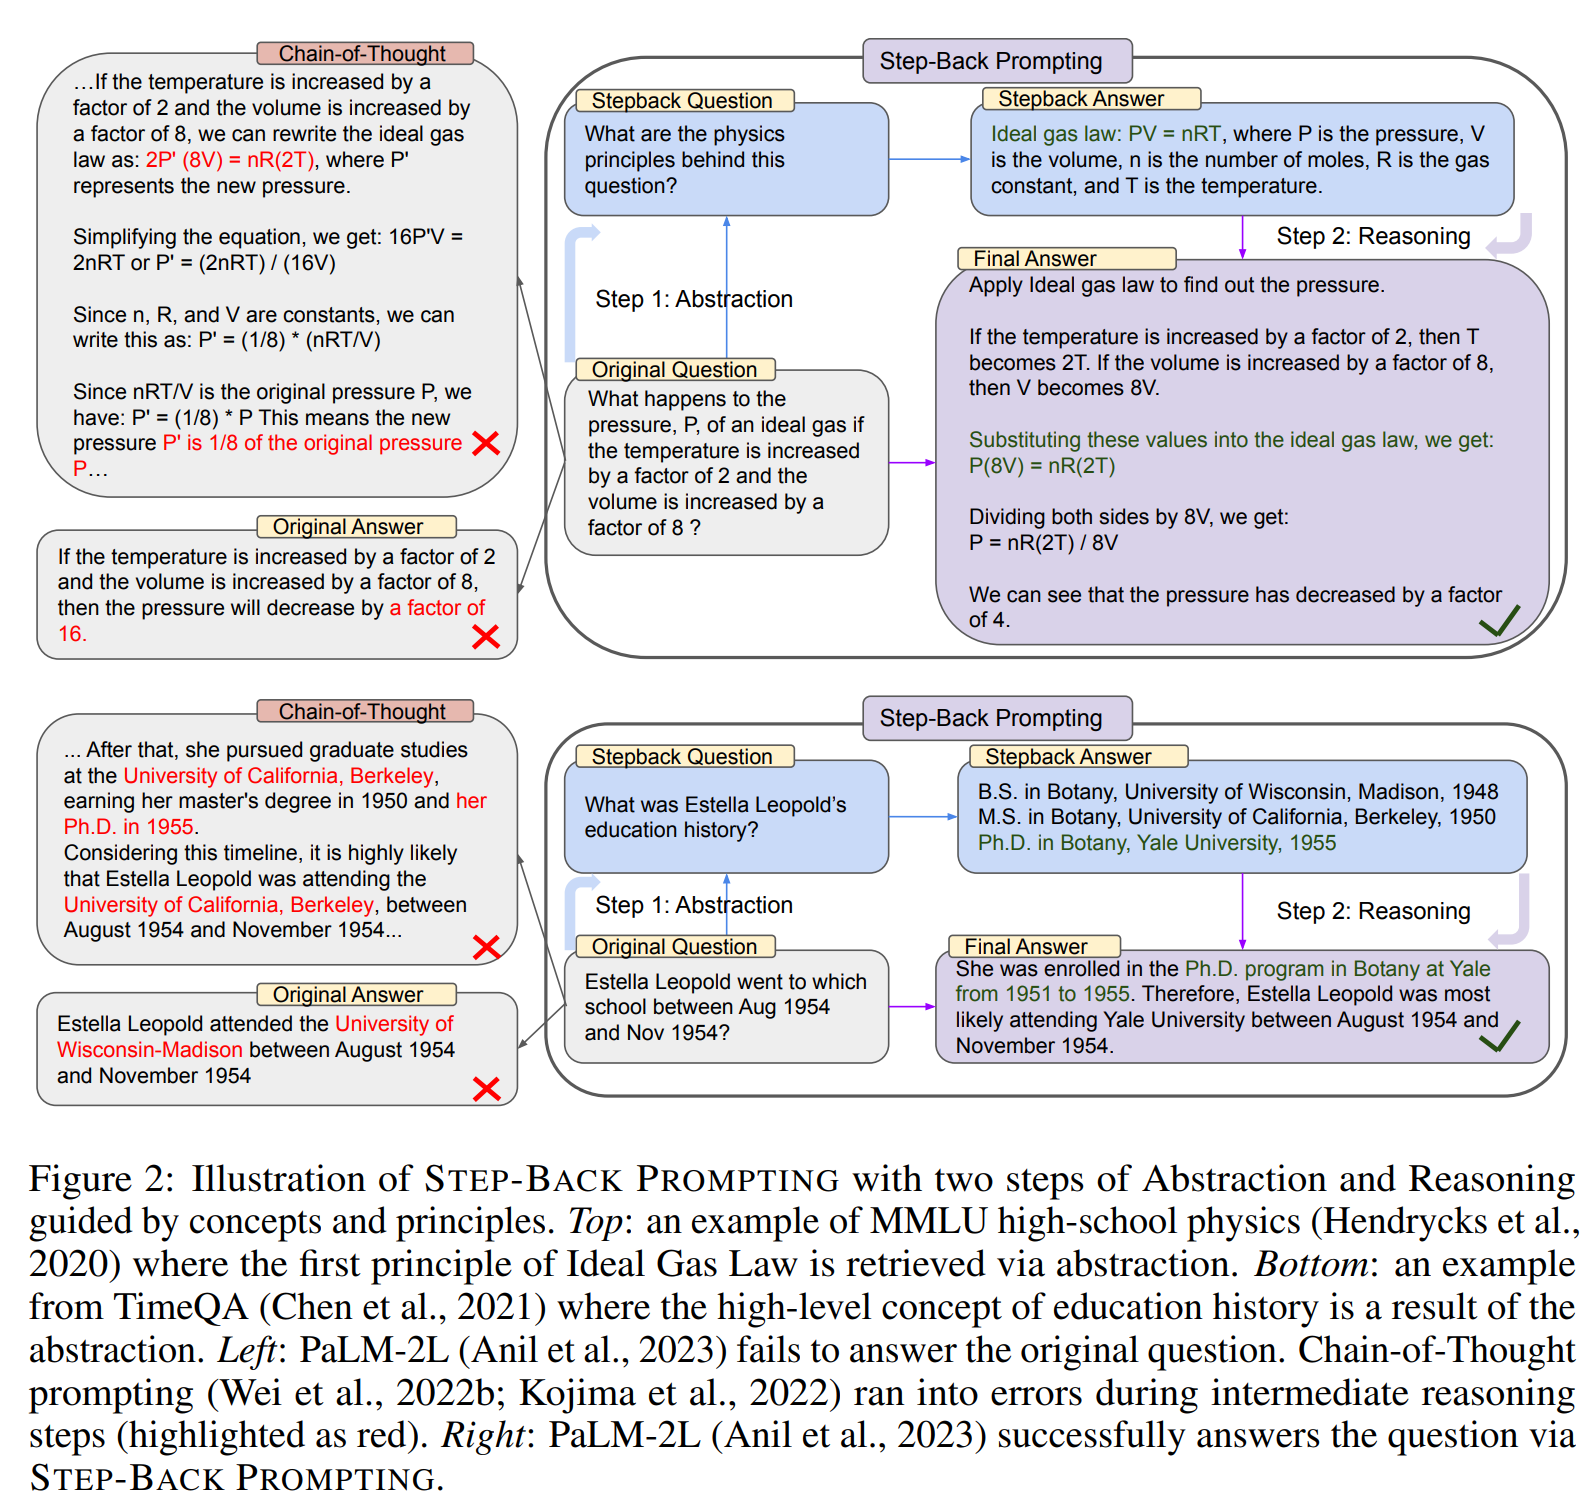 Chain-of-Thought
…If the temperature is increased by a
factor of 2 and the volume is increased by
a factor of 8, we can rewrite the ideal gas
law as: 2P' (8V) = nR(2T), where P'
represents the new pressure.
Simplifying the equation, we get: 16P'V =
2nRT or P' = (2nRT) / (16V)
Since n, R, and V are constants, we can
write this as: P' = (1/8) * (nRT/V)
Since nRT/V is the original pressure P, we
have: P' = (1/8) * P This means the new
pressure P' is 1/8 of the original pressure
P…
Original Answer
If the temperature is increased by a factor of 2
and the volume is increased by a factor of 8,
then the pressure will decrease by a factor of
16.
Step-Back Prompting
Stepback Question
What are the physics
principles behind this
question?
Stepback Answer
Ideal gas law: PV = nRT, where P is the pressure, V
is the volume, n is the number of moles, R is the gas
constant, and T is the temperature.
Step 1: Abstraction
Step 2: Reasoning
Original Question
What happens to the
pressure, P, of an ideal gas if
the temperature is increased
by a factor of 2 and the
volume is increased by a
factor of 8 ?
Final Answer
Apply Ideal gas law to find out the pressure.
If the temperature is increased by a factor of 2, then T
becomes 2T. If the volume is increased by a factor of 8,
then V becomes 8V.
Substituting these values into the ideal gas law, we get:
P(8V) = nR(2T)
Dividing both sides by 8V, we get:
P = nR(2T) / 8V
We can see that the pressure has decreased by a factor
of 4.
Chain-of-Thought
... After that, she pursued graduate studies
at the University of California, Berkeley,
earning her master's degree in 1950 and her
Ph.D. in 1955.
Considering this timeline, it is highly likely
that Estella Leopold was attending the
University of California, Berkeley, between
August 1954 and November 1954...
Original Answer
Estella Leopold attended the University of
Wisconsin-Madison between August 1954
and November 1954
Step-Back Prompting
Stepback Question
What was Estella Leopold’s
education history?
Stepback Answer
B.S. in Botany, University of Wisconsin, Madison, 1948
M.S. in Botany, University of California, Berkeley, 1950
Ph.D. in Botany, Yale University, 1955
Step 1: Abstraction
Step 2: Reasoning
Original Question
Estella Leopold went to which
school between Aug 1954
and Nov 1954?
Final Answer
She was enrolled in the Ph.D. program in Botany at Yale
from 1951 to 1955. Therefore, Estella Leopold was most
likely attending Yale University between August 1954 and
November 1954.
Figure 2: Illustration of STEP-BACK PROMPTING with two steps of Abstraction and Reasoning
guided by concepts and principles. Top: an example of MMLU high-school physics (Hendrycks et al.,
2020) where the first principle of Ideal Gas Law is retrieved via abstraction. Bottom: an example
from TimeQA (Chen et al., 2021) where the high-level concept of education history is a result of the
abstraction. Left: PaLM-2L (Anil et al., 2023) fails to answer the original question. Chain-of-Thought
prompting (Wei et al., 2022b; Kojima et al., 2022) ran into errors during intermediate reasoning
steps (highlighted as red). Right: PaLM-2L (Anil et al., 2023) successfully answers the question via
STEP-BACK PROMPTING.